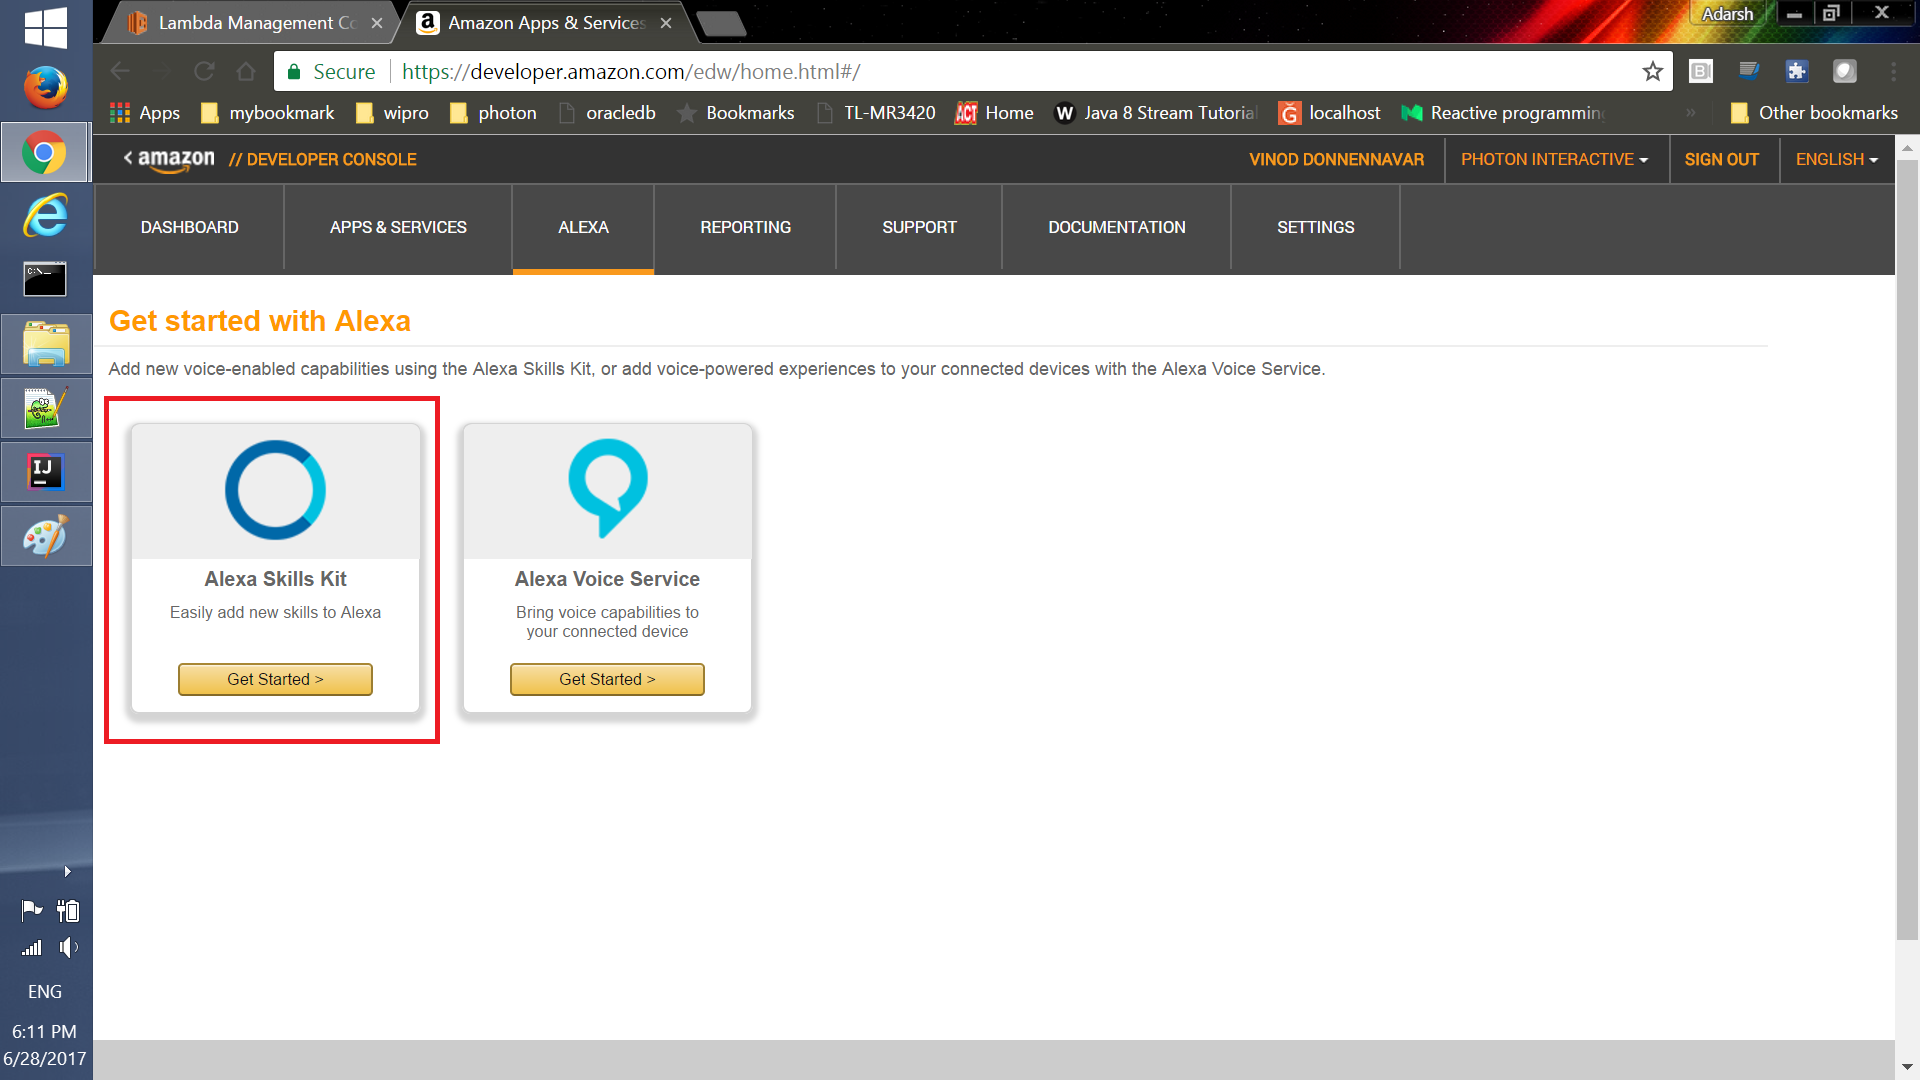 Lambda Management Co
Amazon Apps & Services
Adarsh
Secure
https://developer.amazon.com/edw/home.html#/
Apps
mybookmark
wipro
photon
oracledb
Bookmarks
TL-MR3420
ACT
Home
W
Java 8 Stream Tutorial
localhost
Reactive programming
»
Other bookmarks
amazon
// DEVELOPER CONSOLE
VINOD DONNENNAVAR
PHOTON INTERACTIVE
SIGN OUT
ENGLISH
DASHBOARD
APPS & SERVICES
ALEXA
REPORTING
SUPPORT
DOCUMENTATION
SETTINGS
Get started with Alexa
Add new voice-enabled capabilities using the Alexa Skills Kit, or add voice-powered experiences to your connected devices with the Alexa Voice Service.
Alexa Skills Kit
Easily add new skills to Alexa
Get Started >
Alexa Voice Service
Bring voice capabilities to
your connected device
Get Started >
C:\_
IJ
ENG
6:11 PM
6/28/2017